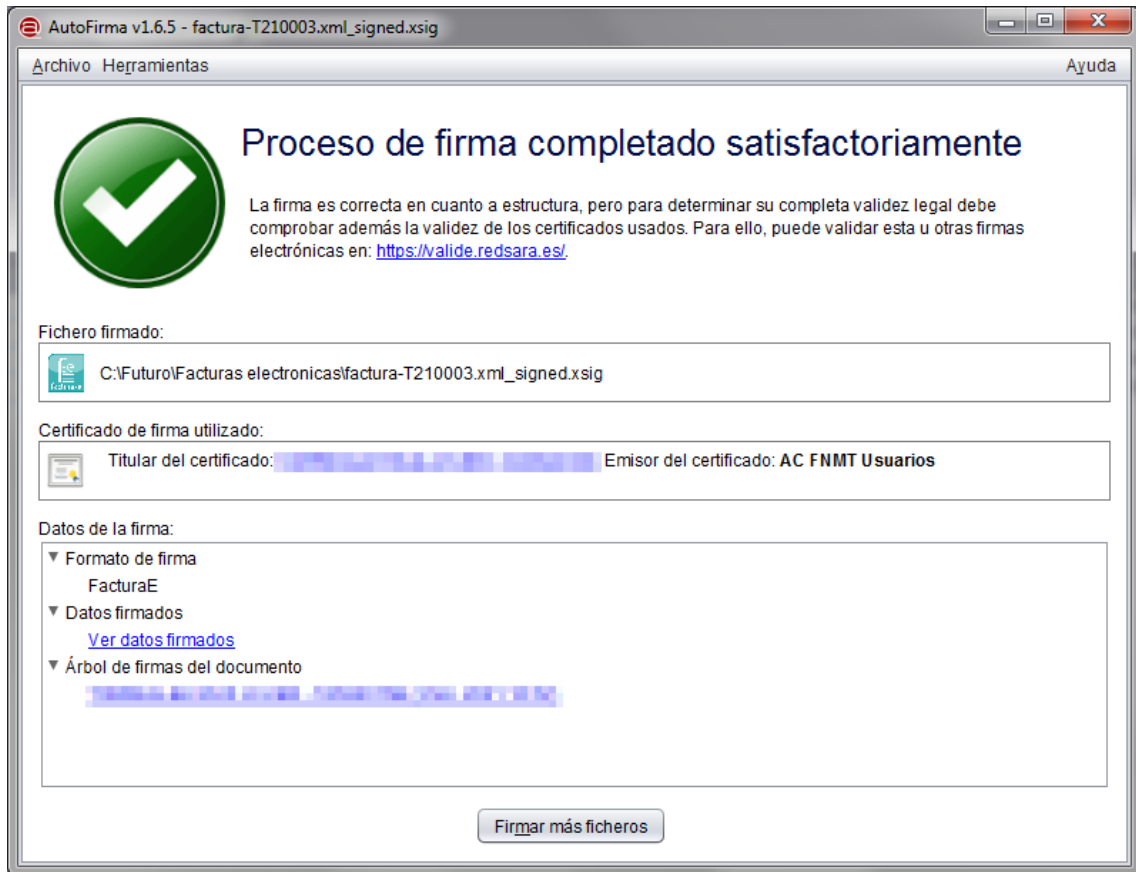 AutoFirma v1.6.5 - factura-T210003.xml_signed.xsig
Archivo Herramientas Ayuda
Proceso de firma completado satisfactoriamente
La firma es correcta en cuanto a estructura, pero para determinar su completa validez legal debe
comprobar además la validez de los certificados usados. Para ello, puede validar esta u otras firmas
electrónicas en: https://valide.redsara.es/.
Fichero firmado:
C:\Futuro\Facturas electronicas\factura-T210003.xml_signed.xsig
Certificado de firma utilizado:
Titular del certificado: Emisor del certificado: AC FNMT Usuarios
Datos de la firma:
Formato de firma
FacturaE
Datos firmados
Ver datos firmados
Árbol de firmas del documento
Firmar más ficheros